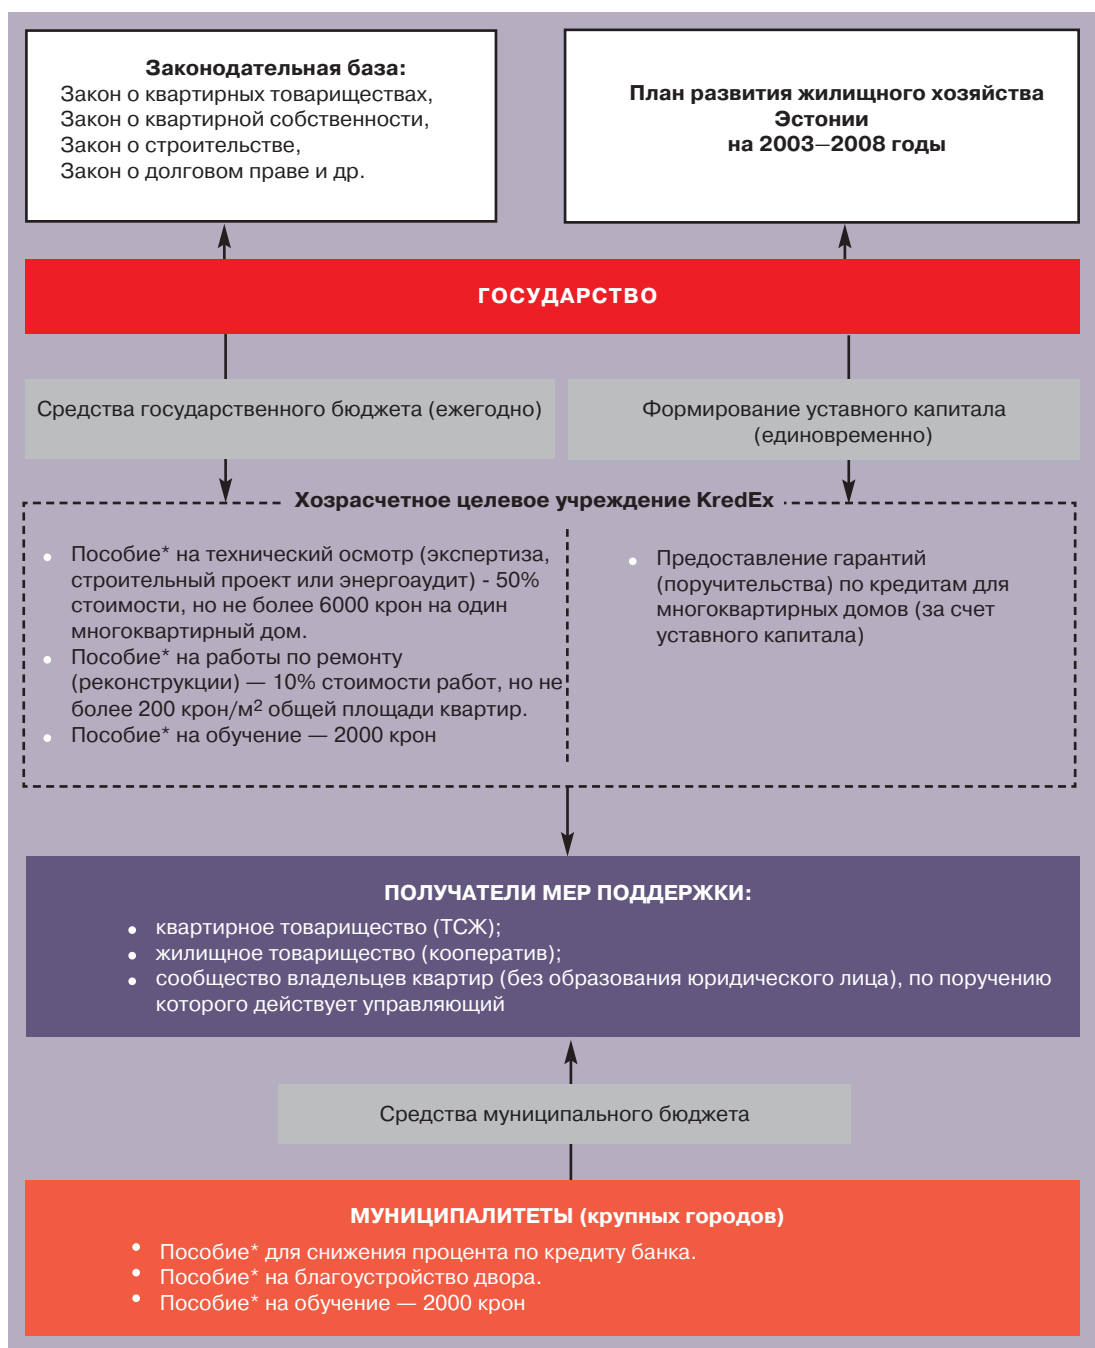 Законодательная база:
Закон о квартирных товариществах,
Закон о квартирной собственности,
Закон о строительстве,
Закон о долговом праве и др.
План развития жилищного хозяйства
Эстонии
на 2003—2008 годы
ГОСУДАРСТВО
Средства государственного бюджета (ежегодно)
Формирование уставного капитала
(единовременно)
Хозрасчетное целевое учреждение KredEx
• Пособие* на технический осмотр (экспертиза,
строительный проект или энергоаудит) - 50%
стоимости, но не более 6000 крон на один
многоквартирный дом.
• Пособие* на работы по ремонту
(реконструкции) — 10% стоимости работ, но не
более 200 крон/м² общей площади квартир.
• Пособие* на обучение — 2000 крон
• Предоставление гарантий
(поручительства) по кредитам для
многоквартирных домов (за счет
уставного капитала)
ПОЛУЧАТЕЛИ МЕР ПОДДЕРЖКИ:
• квартирное товарищество (ТСЖ);
• жилищное товарищество (кооператив);
• сообщество владельцев квартир (без образования юридического лица), по поручению
которого действует управляющий
Средства муниципального бюджета
МУНИЦИПАЛИТЕТЫ (крупных городов)
• Пособие* для снижения процента по кредиту банка.
• Пособие* на благоустройство двора.
• Пособие* на обучение — 2000 крон